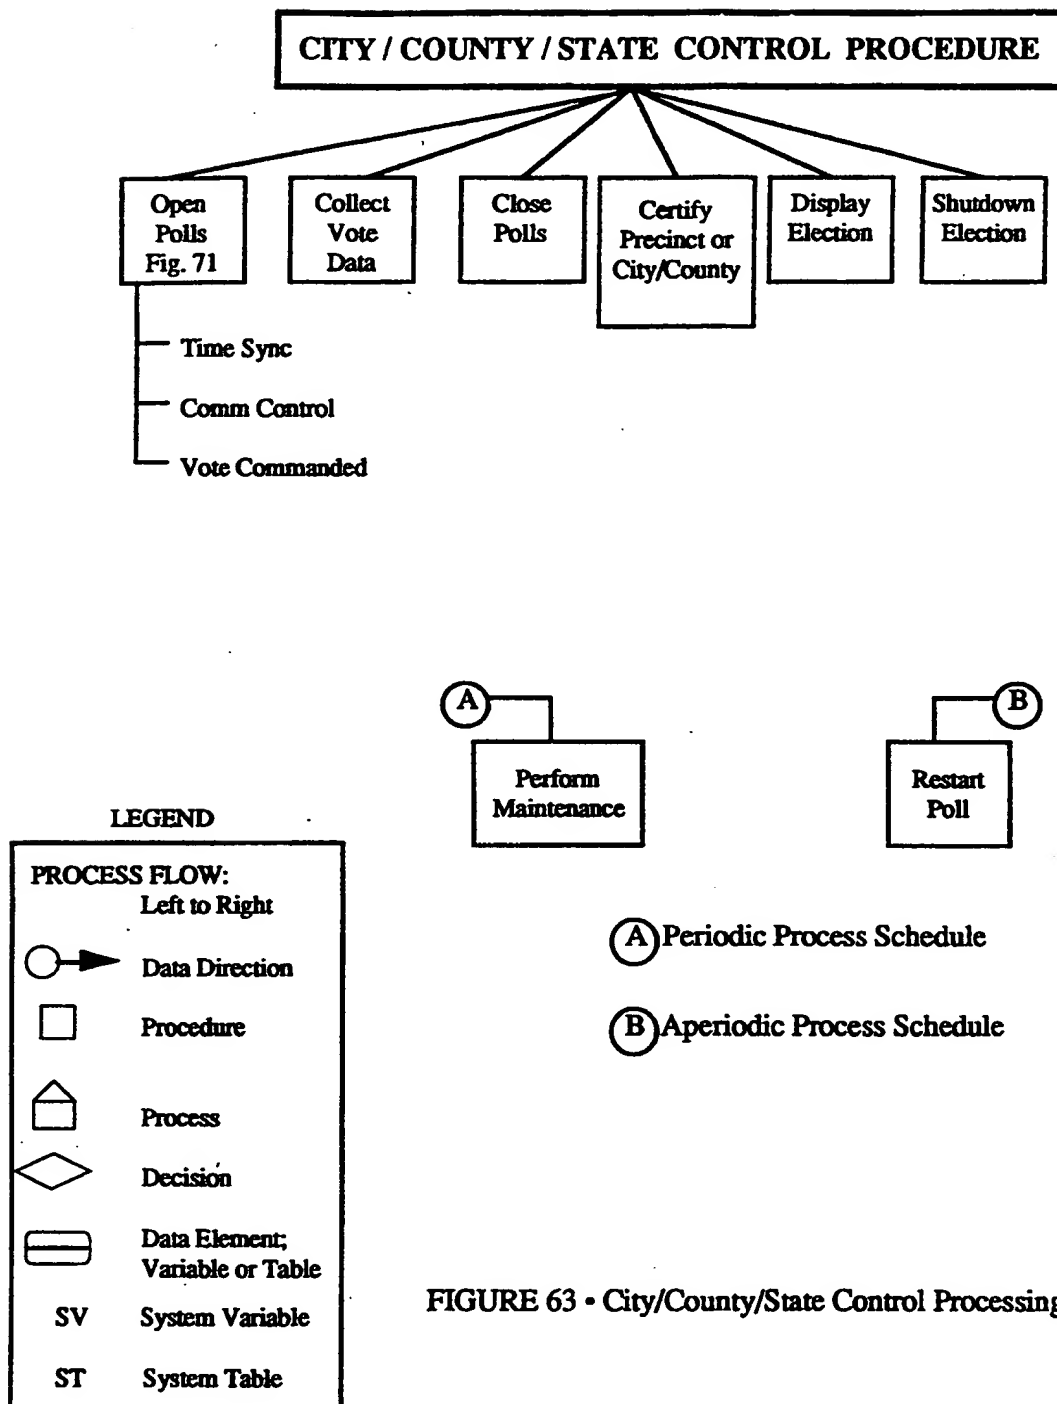 CITY / COUNTY / STATE CONTROL PROCEDURE
Open
Polls
Fig. 71
Collect
Vote
Data
Close
Polls
Certify
Precinct or
City/County
Display
Election
Shutdown
Election
Time Sync
Comm Control
Vote Commanded
A
Perform
Maintenance
B
Restart
Poll
LEGEND
PROCESS FLOW:
Left to Right
Data Direction
Procedure
Process
Decision
Data Element;
Variable or Table
SV System Variable
ST System Table
A Periodic Process Schedule
B Aperiodic Process Schedule
FIGURE 63 • City/County/State Control Processing